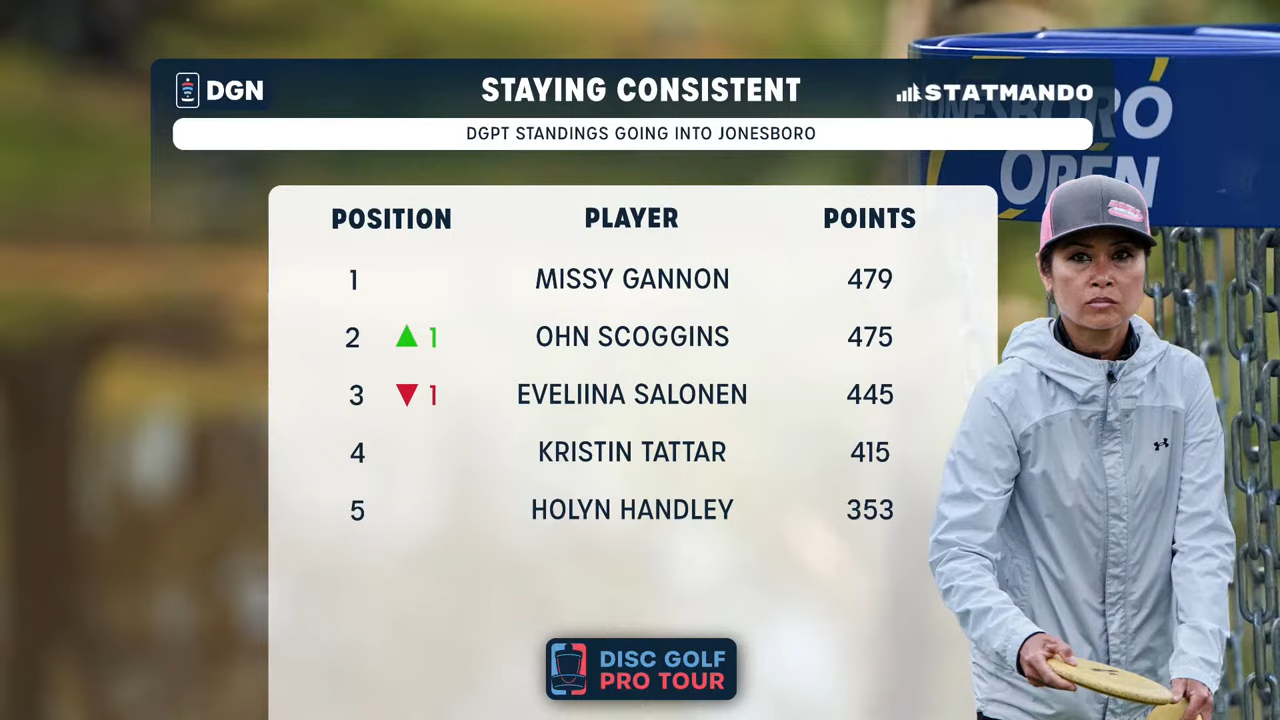 DGN
STAYING CONSISTENT
STATMANDO
DGPT STANDINGS GOING INTO JONESBORO
JONESBORO
OPEN
POSITION PLAYER POINTS
1 MISSY GANNON 479
2 ▲ 1 OHN SCOGGINS 475
3 ▼ 1 EVELIINA SALONEN 445
4 KRISTIN TATTAR 415
5 HOLYN HANDLEY 353
DISC GOLF
PRO TOUR